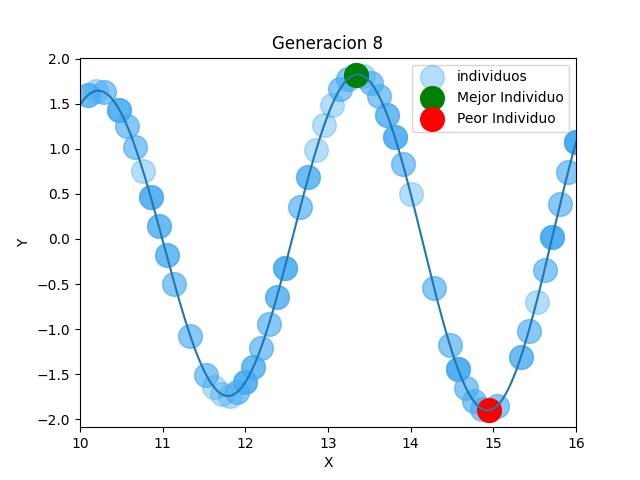 Generacion 8
individuos
Mejor Individuo
Peor Individuo
2.0
1.5
1.0
0.5
0.0
−0.5
−1.0
−1.5
−2.0
Y
10 11 12 13 14 15 16
X